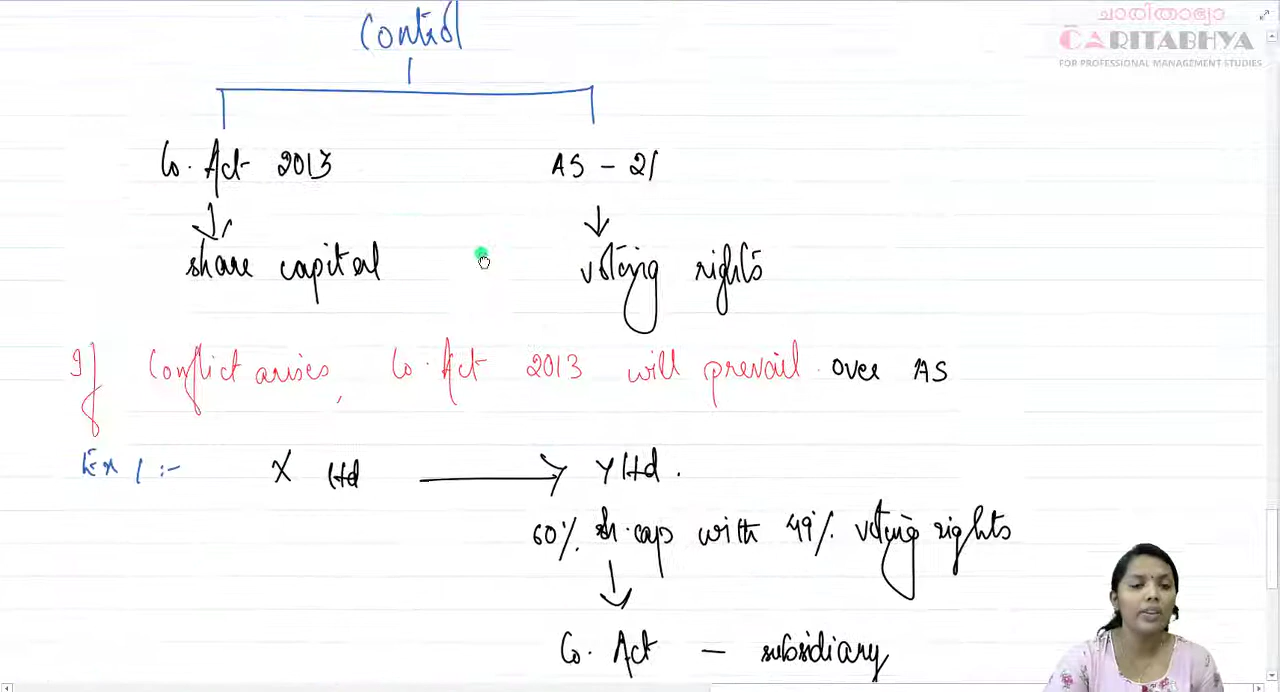 Control
ചാരിതാഭ്യാ
CARITABHYA
FOR PROFESSIONAL MANAGEMENT STUDIES
Co. Act 2013 AS - 21
share capital voting rights
If Conflict arises, Co. Act 2013 will prevail over AS
Ex 1 :- X Ltd Y Ltd.
60% sh. cap with 49% voting rights
Co. Act - subsidiary